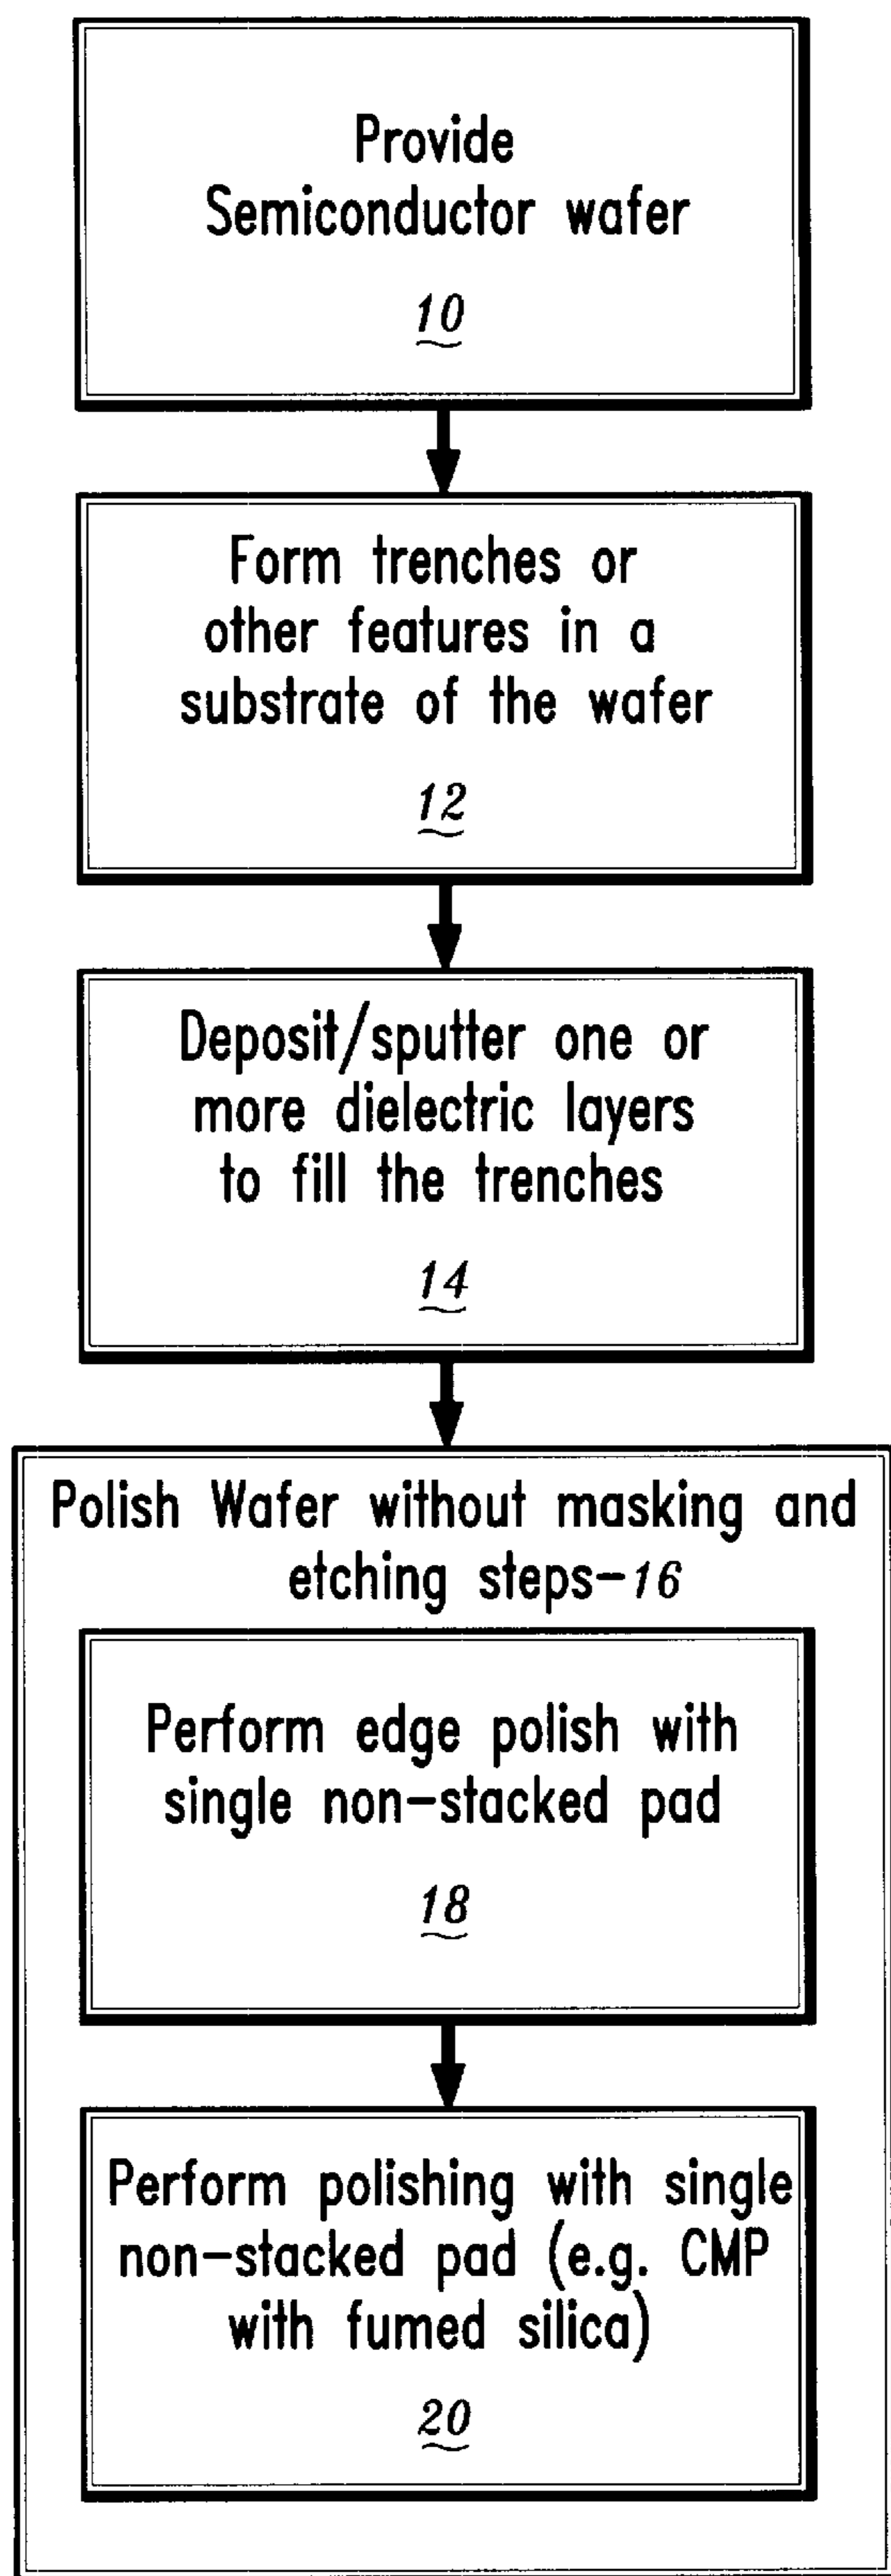 Provide
Semiconductor wafer
10
Form trenches or
other features in a
substrate of the wafer
12
Deposit/sputter one or
more dielectric layers
to fill the trenches
14
Polish Wafer without masking and
etching steps-16
Perform edge polish with
single non-stacked pad
18
Perform polishing with single
non-stacked pad (e.g. CMP
with fumed silica)
20